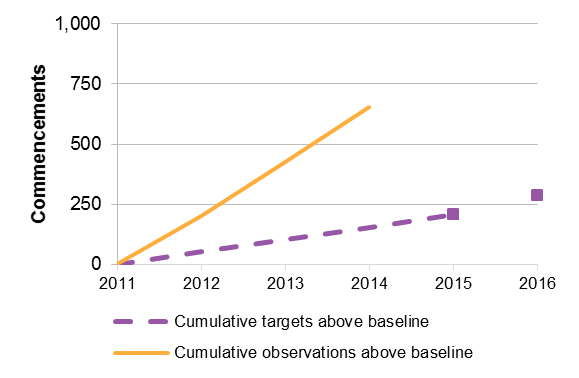 1,000
750
500
250
0
Commencements
2011 2012 2013 2014 2015 2016
Cumulative targets above baseline
Cumulative observations above baseline